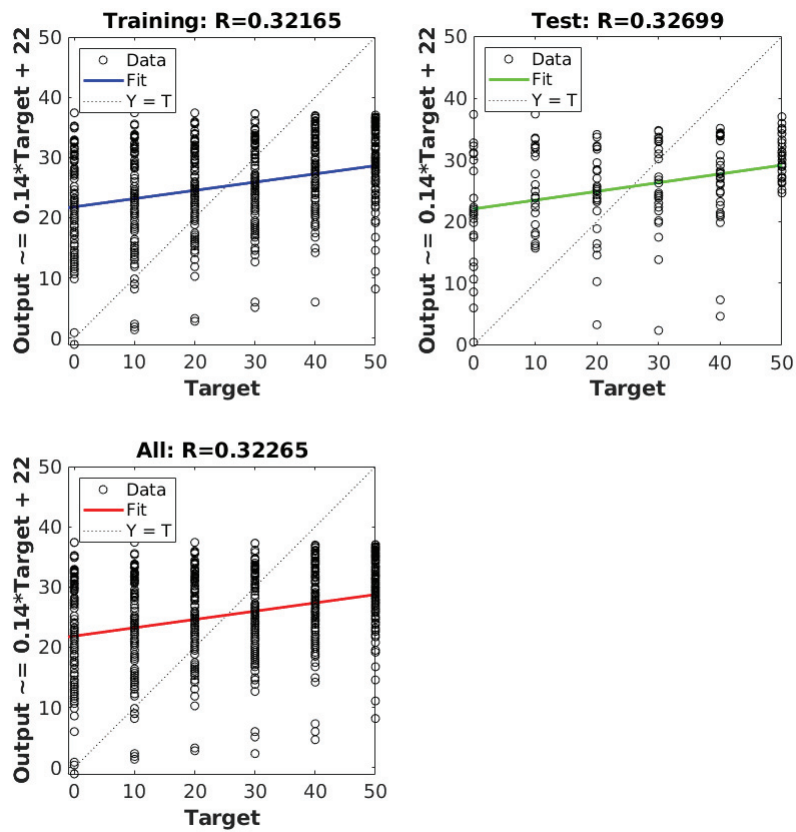 Training: R=0.32165
Output ~= 0.14*Target + 22
50
40
30
20
10
0
Data
Fit
Y = T
0 10 20 30 40 50
Target
Test: R=0.32699
Output ~= 0.14*Target + 22
50
40
30
20
10
0
Data
Fit
Y = T
0 10 20 30 40 50
Target
All: R=0.32265
Output ~= 0.14*Target + 22
50
40
30
20
10
0
Data
Fit
Y = T
0 10 20 30 40 50
Target